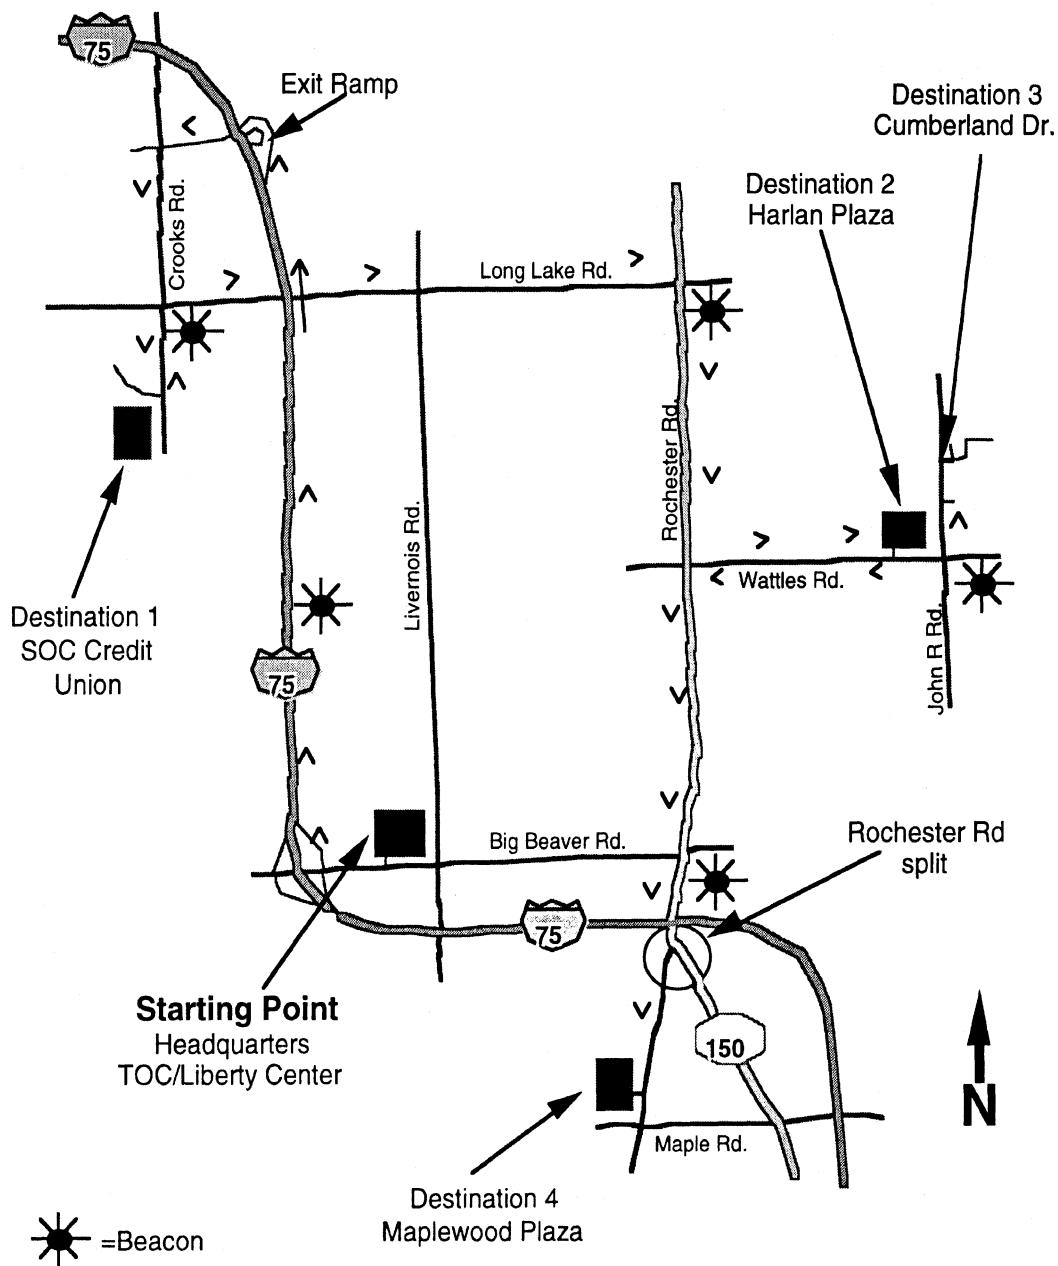 75
Exit Ramp
Destination 3
Cumberland Dr.
Destination 2
Harlan Plaza
Crooks Rd.
Long Lake Rd.
Rochester Rd.
Livernois Rd.
Wattles Rd.
John R Rd.
Destination 1
SOC Credit
Union
75
Big Beaver Rd.
Rochester Rd
split
75
Starting Point
Headquarters
TOC/Liberty Center
150
N
Maple Rd.
Destination 4
Maplewood Plaza
=Beacon